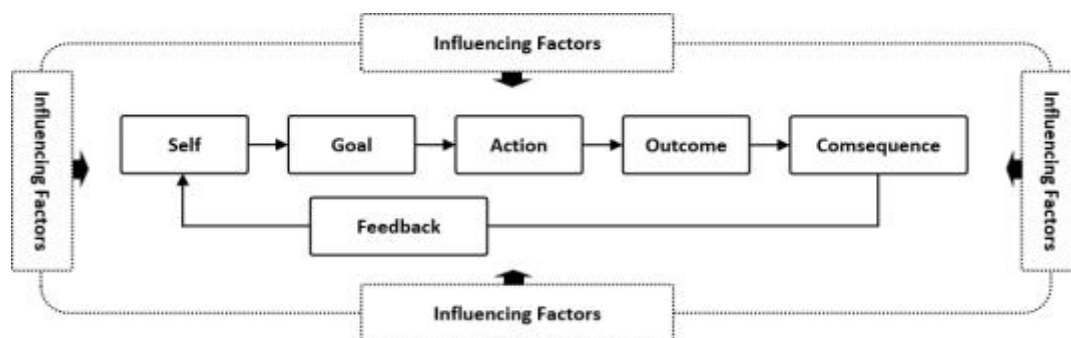 Influencing Factors
Influencing Factors
Self
Goal
Action
Outcome
Comsequence
Influencing Factors
Feedback
Influencing Factors